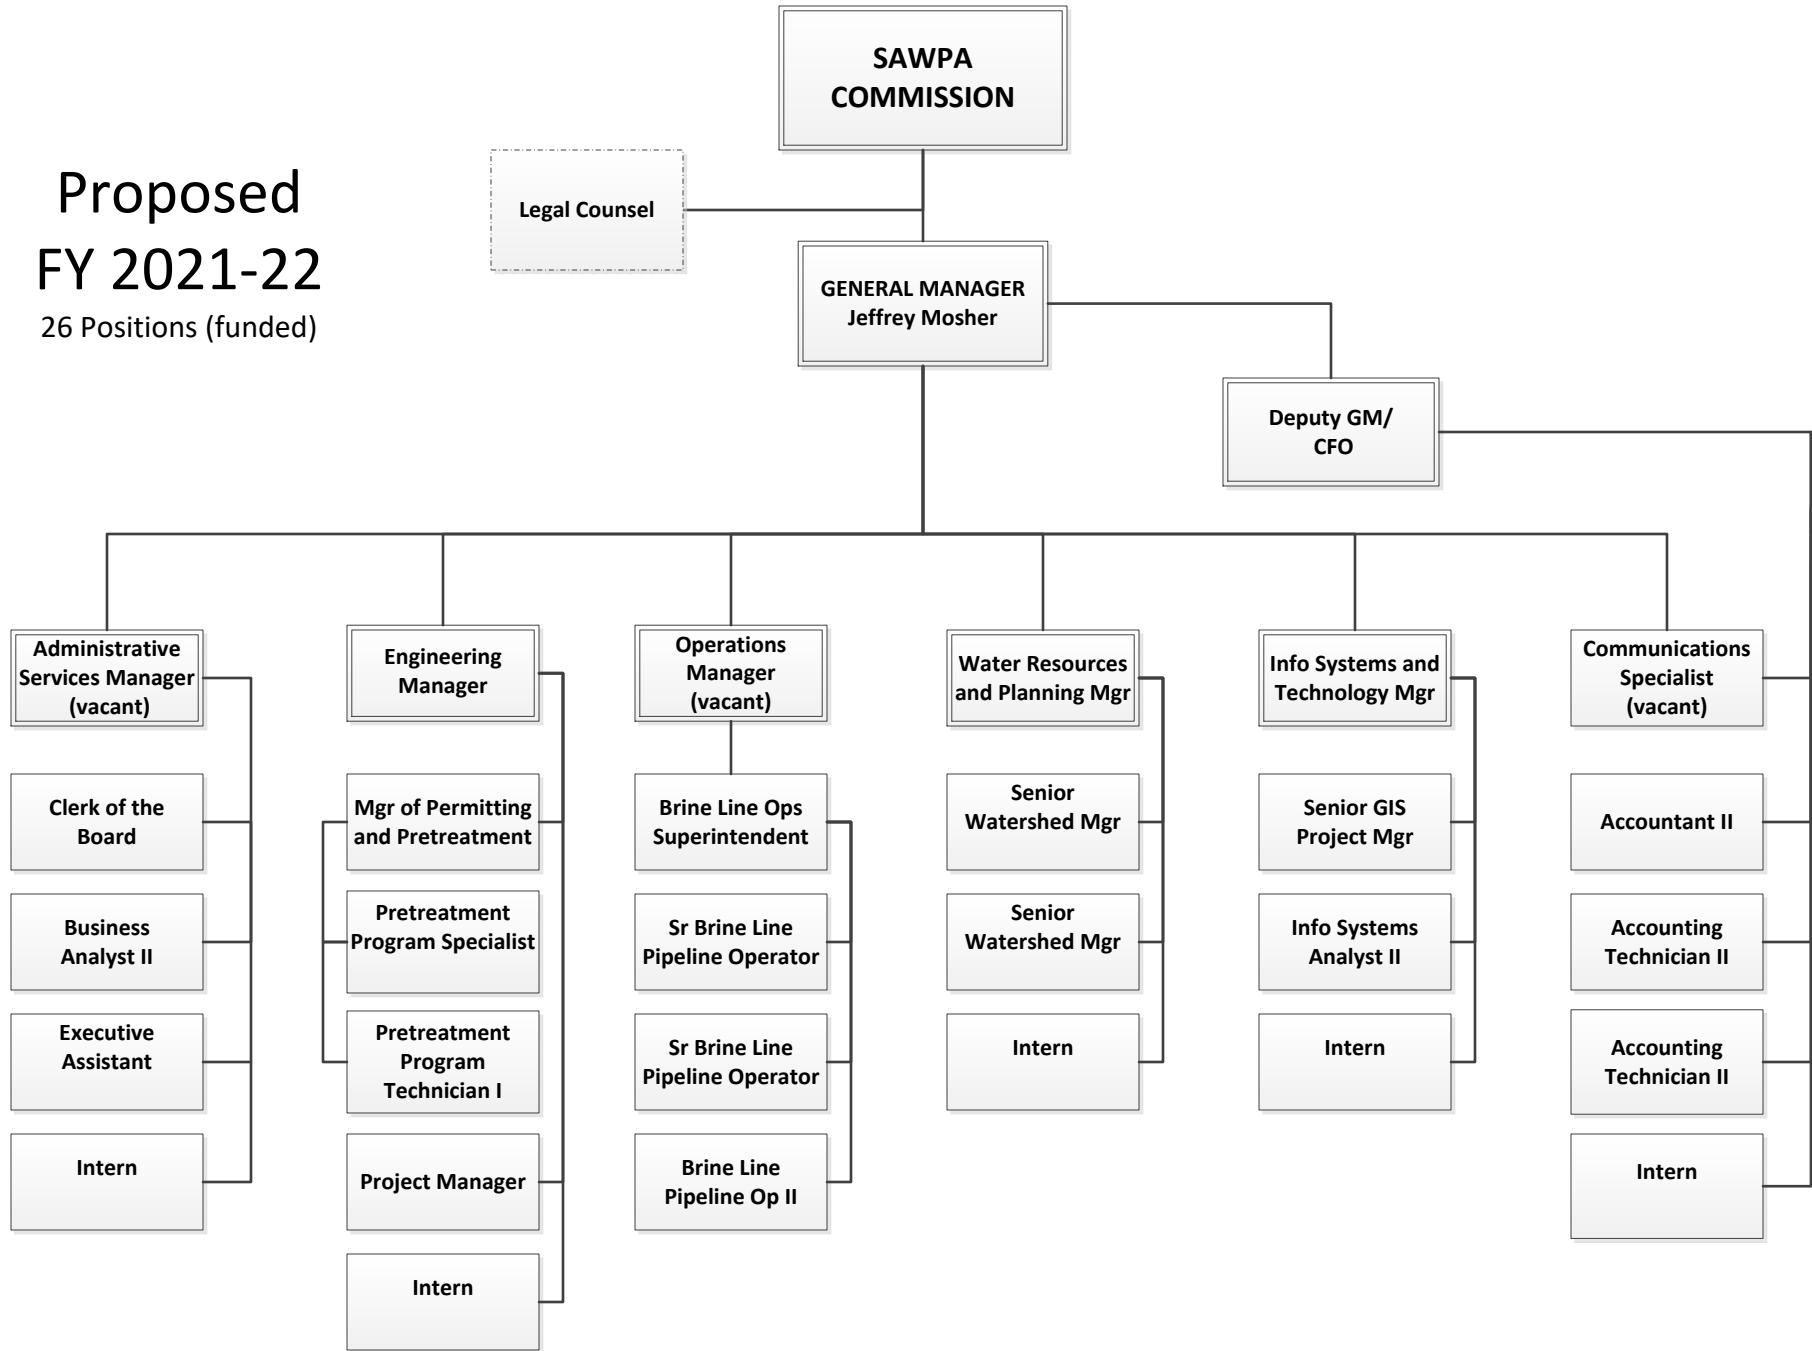 SAWPA
COMMISSION
Proposed
FY 2021-22
26 Positions (funded)
Legal Counsel
GENERAL MANAGER
Jeffrey Mosher
Deputy GM/
CFO
Administrative
Services Manager
(vacant)
Clerk of the
Board
Business
Analyst II
Executive
Assistant
Intern
Engineering
Manager
Mgr of Permitting
and Pretreatment
Pretreatment
Program Specialist
Pretreatment
Program
Technician I
Project Manager
Intern
Operations
Manager
(vacant)
Brine Line Ops
Superintendent
Sr Brine Line
Pipeline Operator
Sr Brine Line
Pipeline Operator
Brine Line
Pipeline Op II
Water Resources
and Planning Mgr
Senior
Watershed Mgr
Senior
Watershed Mgr
Intern
Info Systems and
Technology Mgr
Senior GIS
Project Mgr
Info Systems
Analyst II
Intern
Communications
Specialist
(vacant)
Accountant II
Accounting
Technician II
Accounting
Technician II
Intern